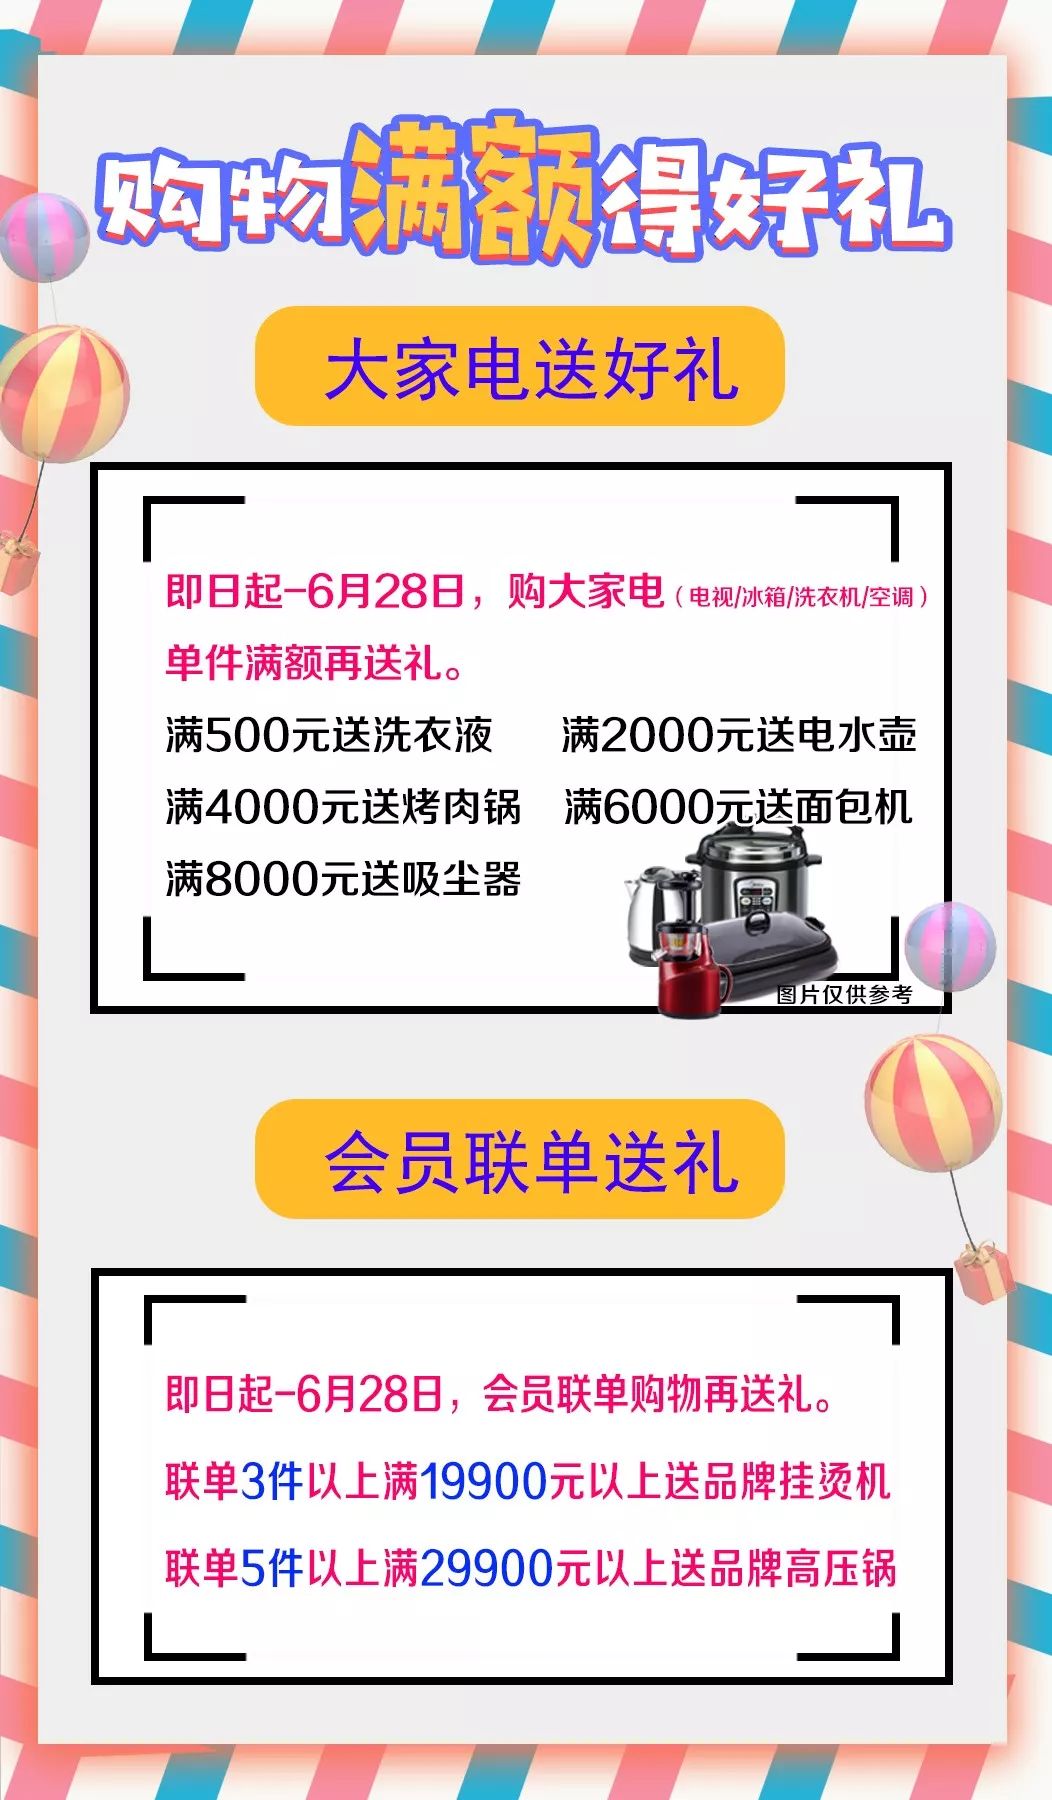 购物满额得好礼
大家电送好礼
即日起-6月28日，购大家电（电视/冰箱/洗衣机/空调）
单件满额再送礼。
满500元送洗衣液 满2000元送电水壶
满4000元送烤肉锅 满6000元送面包机
满8000元送吸尘器
图片仅供参考
会员联单送礼
即日起-6月28日，会员联单购物再送礼。
联单3件以上满19900元以上送品牌挂烫机
联单5件以上满29900元以上送品牌高压锅